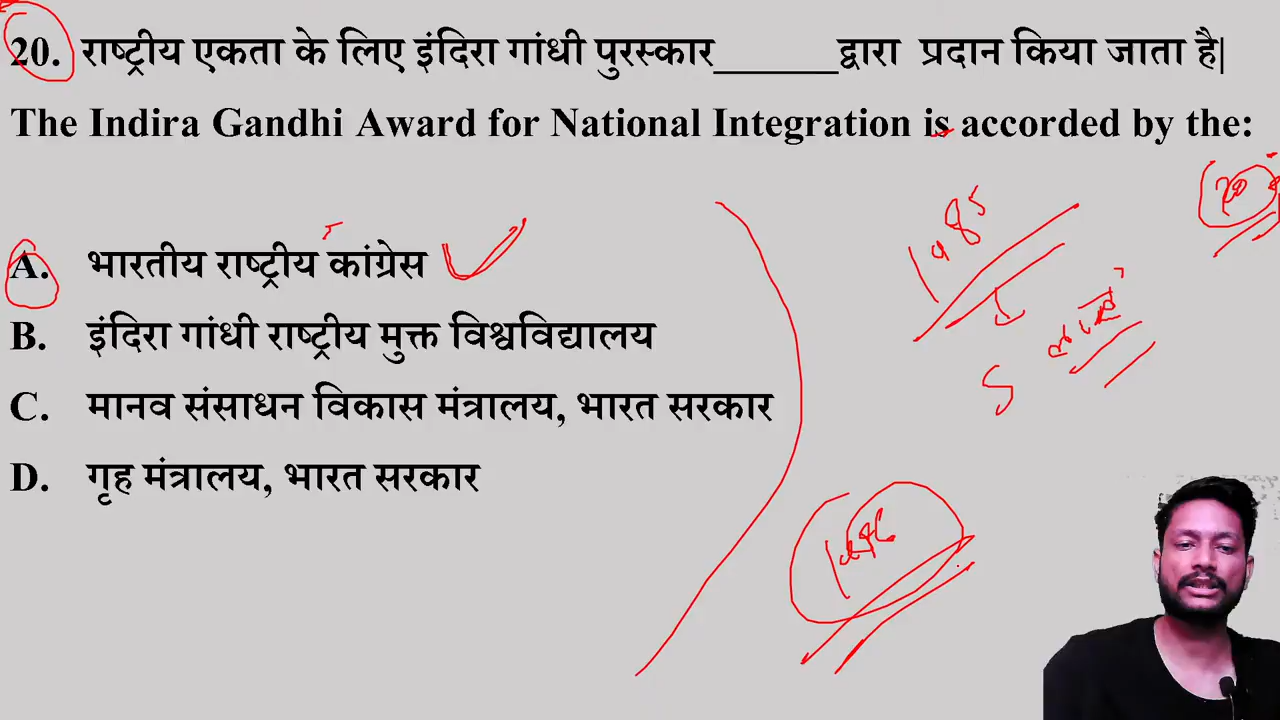 20. राष्ट्रीय एकता के लिए इंदिरा गांधी पुरस्कार______द्वारा प्रदान किया जाता है|
The Indira Gandhi Award for National Integration is accorded by the:
A. भारतीय राष्ट्रीय कांग्रेस
1985
B. इंदिरा गांधी राष्ट्रीय मुक्त विश्वविद्यालय
C. मानव संसाधन विकास मंत्रालय, भारत सरकार
D. गृह मंत्रालय, भारत सरकार